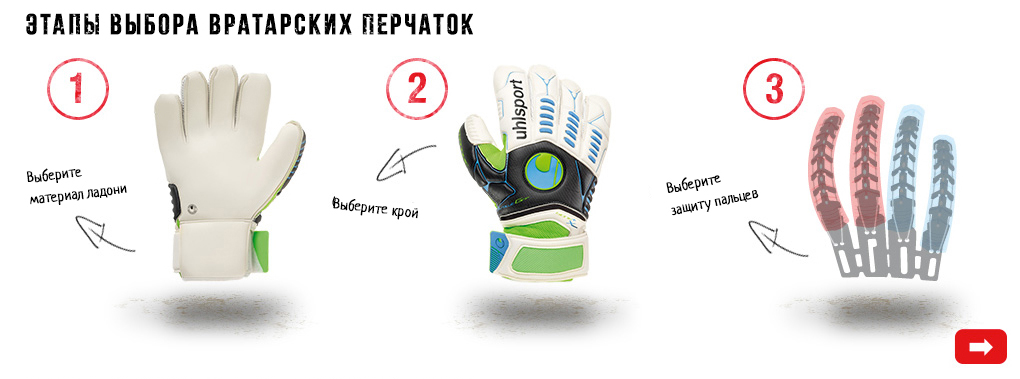 ЭТАПЫ ВЫБОРА ВРАТАРСКИХ ПЕРЧАТОК
1
2
3
uhlsport
Выберите
материал ладони
Выберите крой
Выберите
защиту пальцев